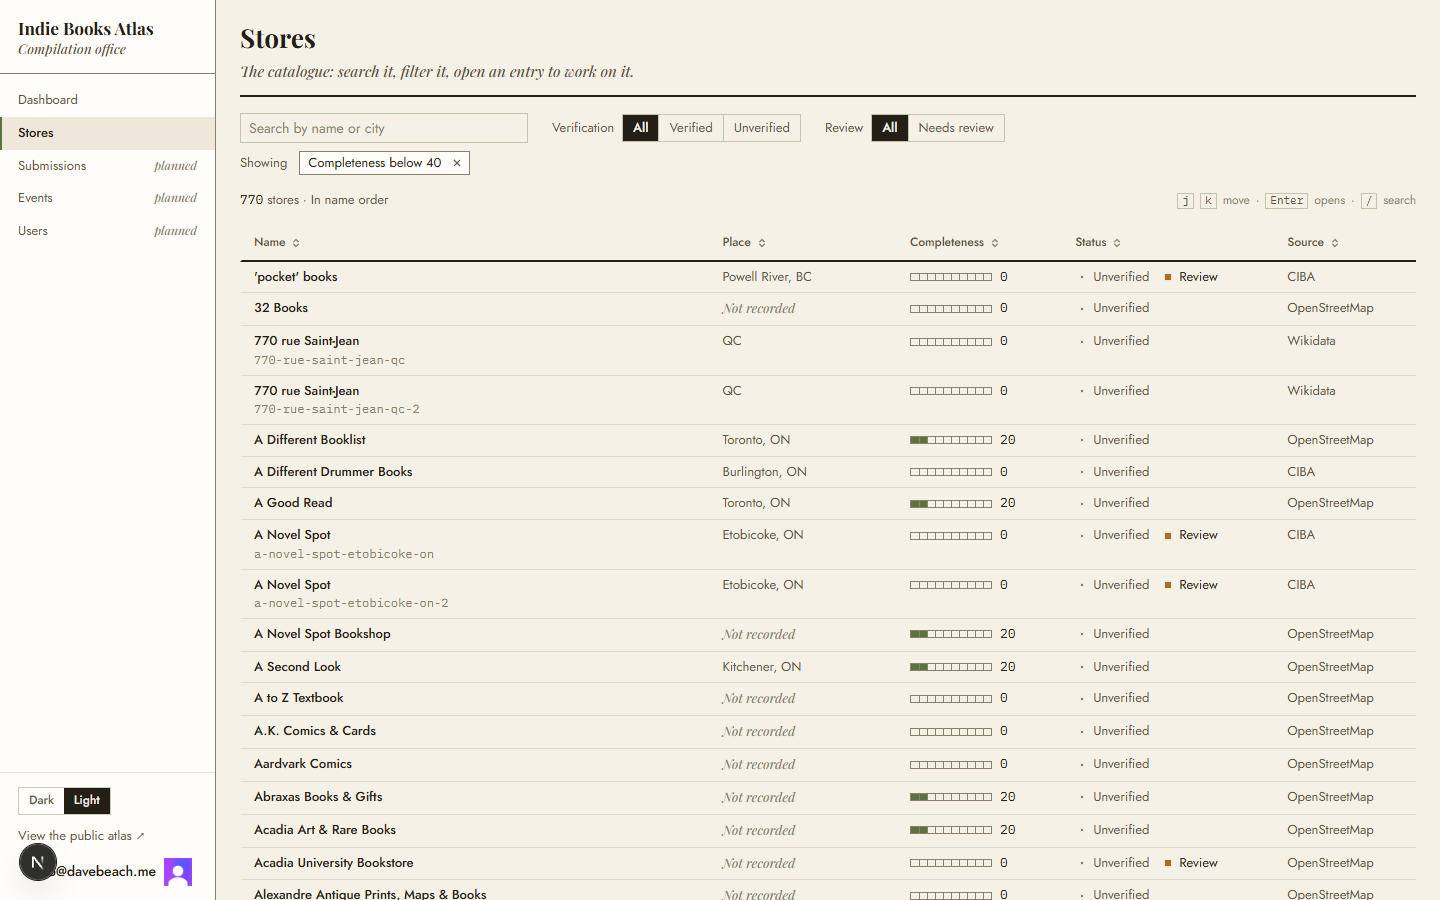 Indie Books Atlas
Compilation office
Dashboard
Stores
Submissions planned
Events planned
Users planned
Dark Light
View the public atlas ↗
N
@davebeach.me
Stores
The catalogue: search it, filter it, open an entry to work on it.
Search by name or city
Verification All Verified Unverified Review All Needs review
Showing Completeness below 40 ×
770 stores · In name order
j k move · Enter opens · / search
Name Place Completeness Status Source
'pocket' books Powell River, BC 0 Unverified Review CIBA
32 Books Not recorded 0 Unverified OpenStreetMap
770 rue Saint-Jean QC 0 Unverified Wikidata
770-rue-saint-jean-qc
770 rue Saint-Jean QC 0 Unverified Wikidata
770-rue-saint-jean-qc-2
A Different Booklist Toronto, ON 20 Unverified OpenStreetMap
A Different Drummer Books Burlington, ON 0 Unverified CIBA
A Good Read Toronto, ON 20 Unverified OpenStreetMap
A Novel Spot Etobicoke, ON 0 Unverified Review CIBA
a-novel-spot-etobicoke-on
A Novel Spot Etobicoke, ON 0 Unverified Review CIBA
a-novel-spot-etobicoke-on-2
A Novel Spot Bookshop Not recorded 20 Unverified OpenStreetMap
A Second Look Kitchener, ON 20 Unverified OpenStreetMap
A to Z Textbook Not recorded 0 Unverified OpenStreetMap
A.K. Comics & Cards Not recorded 0 Unverified OpenStreetMap
Aardvark Comics Not recorded 0 Unverified OpenStreetMap
Abraxas Books & Gifts Not recorded 20 Unverified OpenStreetMap
Acadia Art & Rare Books Not recorded 20 Unverified OpenStreetMap
Acadia University Bookstore Not recorded 0 Unverified Review CIBA
Alexandre Antique Prints, Maps & Books Not recorded 0 Unverified OpenStreetMap